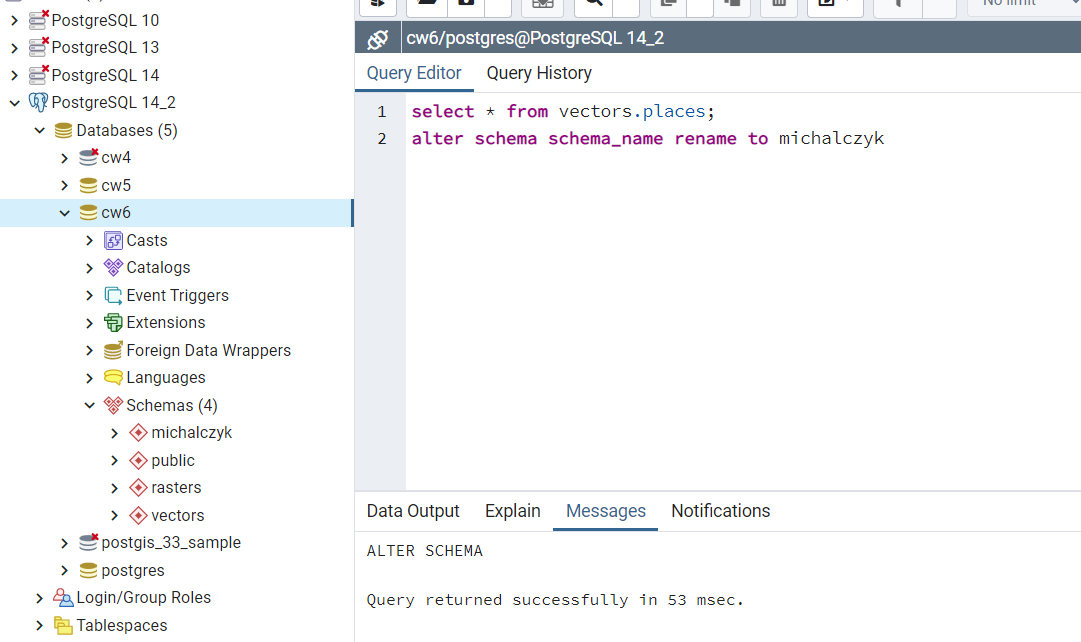 PostgreSQL 10
PostgreSQL 13
PostgreSQL 14
PostgreSQL 14_2
Databases (5)
cw4
cw5
cw6
Casts
Catalogs
Event Triggers
Extensions
Foreign Data Wrappers
Languages
Schemas (4)
michalczyk
public
rasters
vectors
postgis_33_sample
postgres
Login/Group Roles
Tablespaces
No limit
cw6/postgres@PostgreSQL 14_2
Query Editor Query History
1 select * from vectors.places;
2 alter schema schema_name rename to michalczyk
Data Output Explain Messages Notifications
ALTER SCHEMA
Query returned successfully in 53 msec.